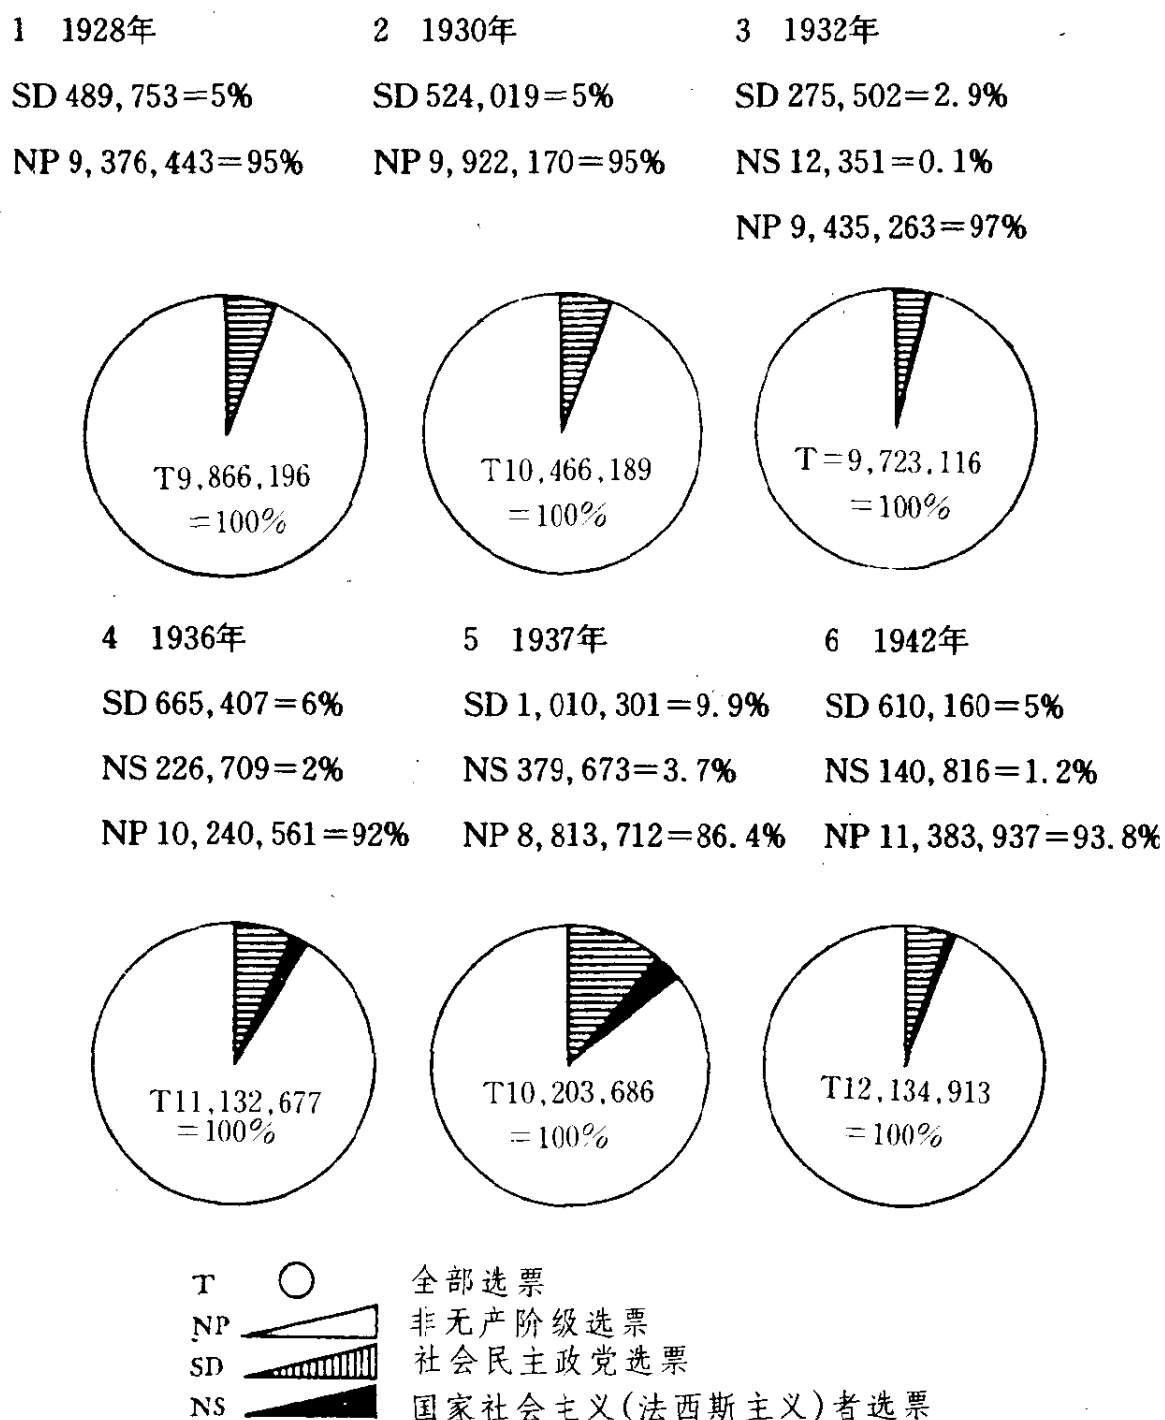 1 1928年
SD 489,753=5%
NP 9,376,443=95%
2 1930年
SD 524,019=5%
NP 9,922,170=95%
3 1932年
SD 275,502=2.9%
NS 12,351=0.1%
NP 9,435,263=97%
T9,866,196
=100%
T10,466,189
=100%
T=9,723,116
=100%
4 1936年
SD 665,407=6%
NS 226,709=2%
NP 10,240,561=92%
5 1937年
SD 1,010,301=9.9%
NS 379,673=3.7%
NP 8,813,712=86.4%
6 1942年
SD 610,160=5%
NS 140,816=1.2%
NP 11,383,937=93.8%
T11,132,677
=100%
T10,203,686
=100%
T12,134,913
=100%
T 全部选票
NP 非无产阶级选票
SD 社会民主政党选票
NS 国家社会主义(法西斯主义)者选票